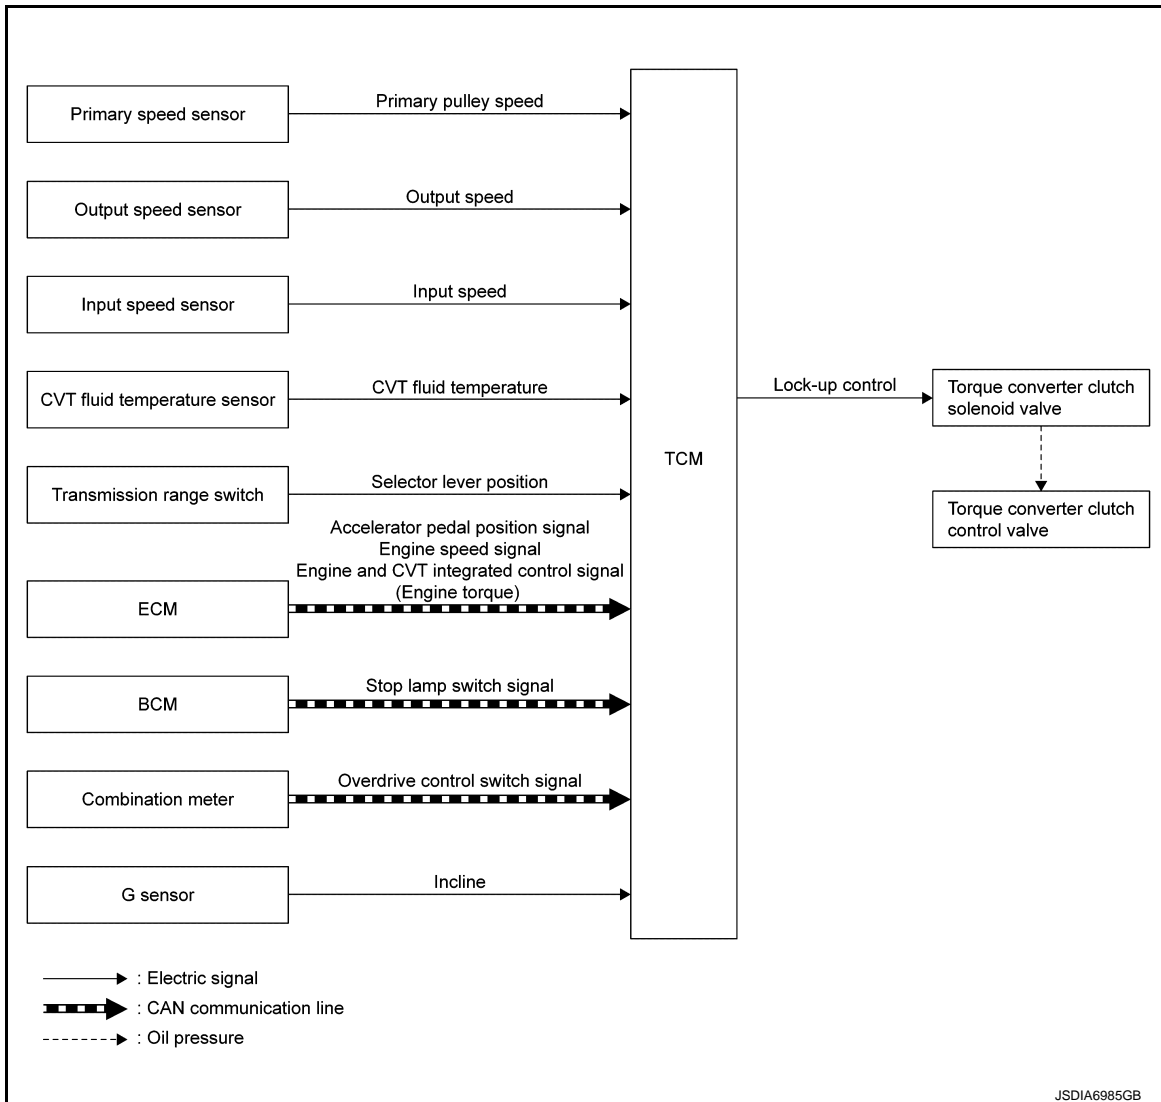 Primary speed sensor
Primary pulley speed
Output speed sensor
Output speed
Input speed sensor
Input speed
CVT fluid temperature sensor
CVT fluid temperature
Transmission range switch
Selector lever position
ECM
Accelerator pedal position signal
Engine speed signal
Engine and CVT integrated control signal
(Engine torque)
BCM
Stop lamp switch signal
Combination meter
Overdrive control switch signal
G sensor
Incline
TCM
Lock-up control
Torque converter clutch
solenoid valve
Torque converter clutch
control valve
: Electric signal
: CAN communication line
: Oil pressure
JSDIA6985GB